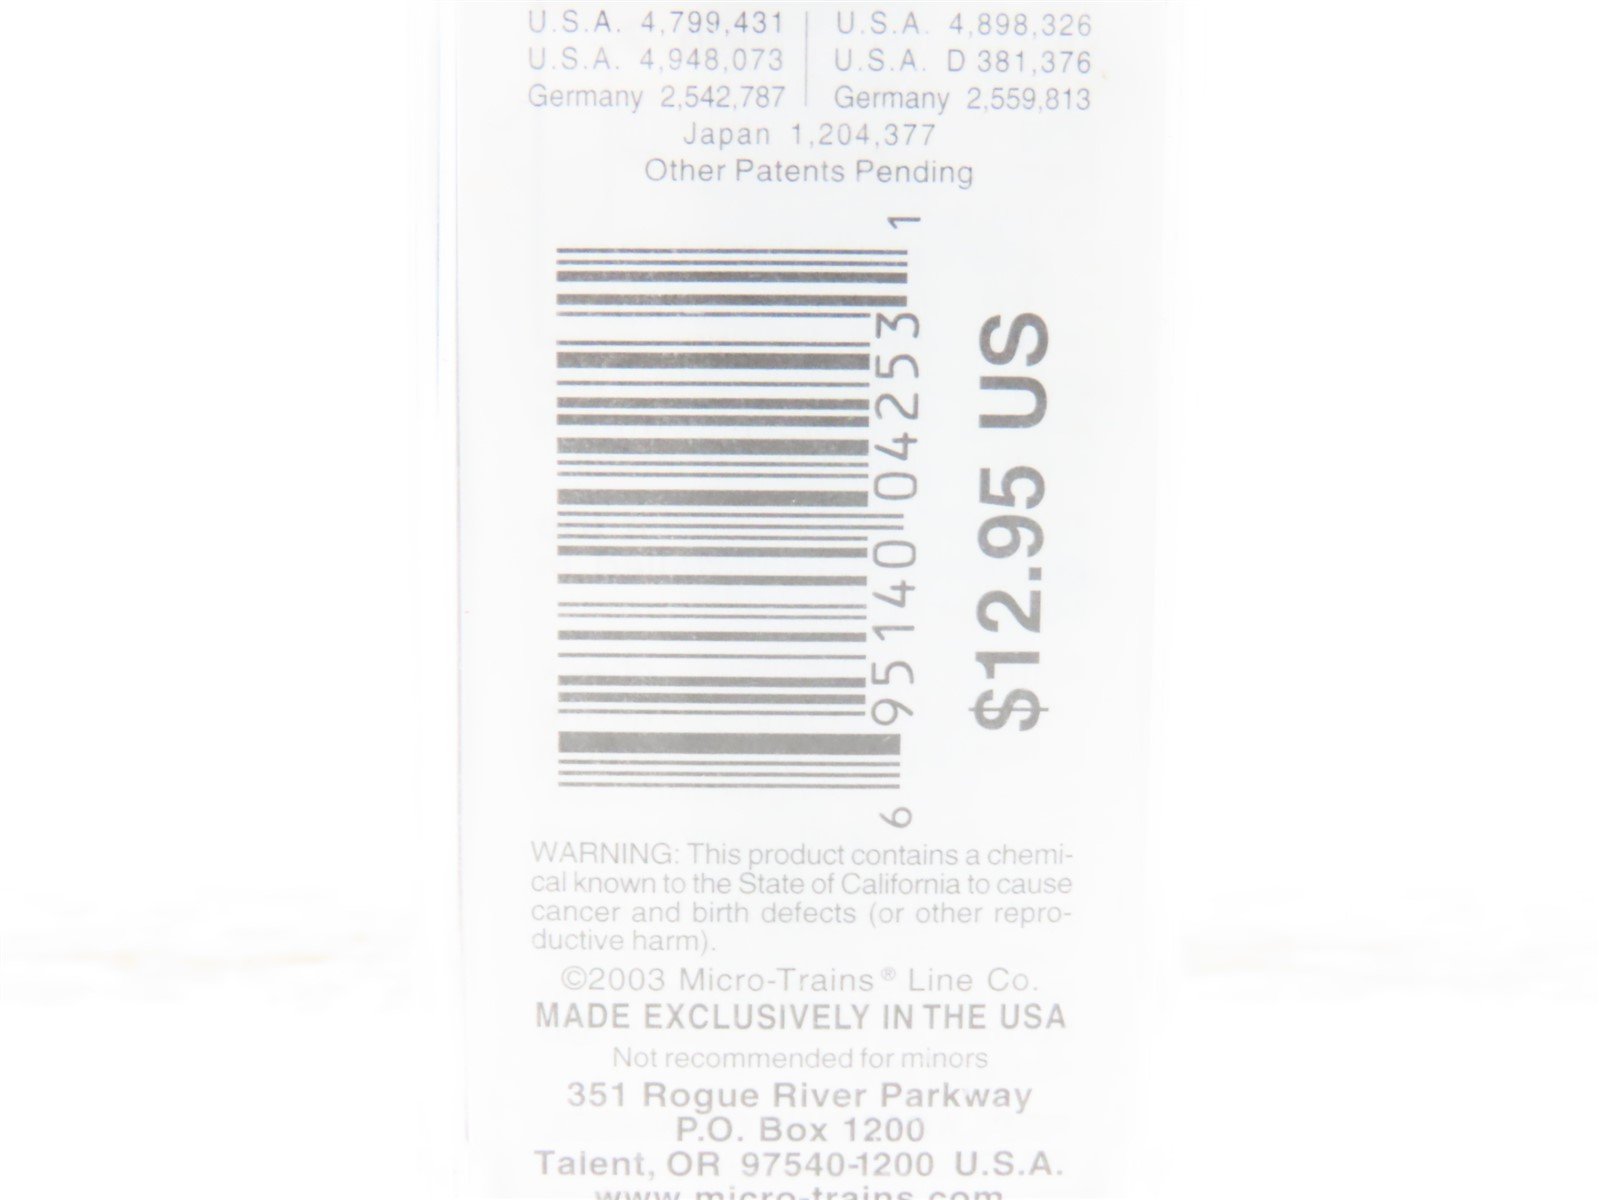 U.S.A. 4,799,431 U.S.A. 4,898,326
U.S.A. 4,948,073 U.S.A. D 381,376
Germany 2,542,787 Germany 2,559,813
Japan 1,204,377
Other Patents Pending
6 95140 04253 1
$12.95 US
WARNING: This product contains a chemi-
cal known to the State of California to cause
cancer and birth defects (or other repro-
ductive harm).
©2003 Micro-Trains® Line Co.
MADE EXCLUSIVELY IN THE USA
Not recommended for minors
351 Rogue River Parkway
P.O. Box 1200
Talent, OR 97540-1200 U.S.A.
www.micro-trains.com